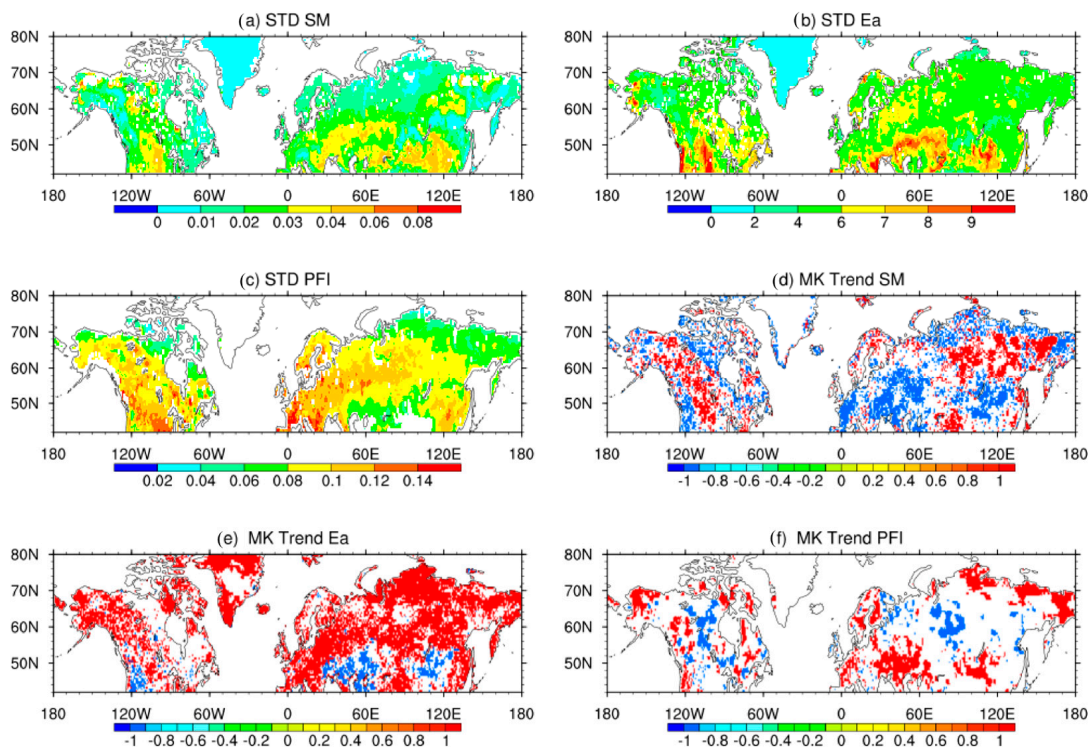 (a) STD SM
(b) STD Ea
80N
70N
60N
50N
180
120W
60W
0
60E
120E
180
0
0.01
0.02
0.03
0.04
0.06
0.08
80N
70N
60N
50N
180
120W
60W
0
60E
120E
180
0
2
4
6
7
8
9
(c) STD PFI
(d) MK Trend SM
80N
70N
60N
50N
180
120W
60W
0
60E
120E
180
0.02
0.04
0.06
0.08
0.1
0.12
0.14
80N
70N
60N
50N
180
120W
60W
0
60E
120E
180
-1
-0.8
-0.6
-0.4
-0.2
0
0.2
0.4
0.6
0.8
1
(e) MK Trend Ea
(f) MK Trend PFI
80N
70N
60N
50N
180
120W
60W
0
60E
120E
180
-1
-0.8
-0.6
-0.4
-0.2
0
0.2
0.4
0.6
0.8
1
80N
70N
60N
50N
180
120W
60W
0
60E
120E
180
-1
-0.8
-0.6
-0.4
-0.2
0
0.2
0.4
0.6
0.8
1